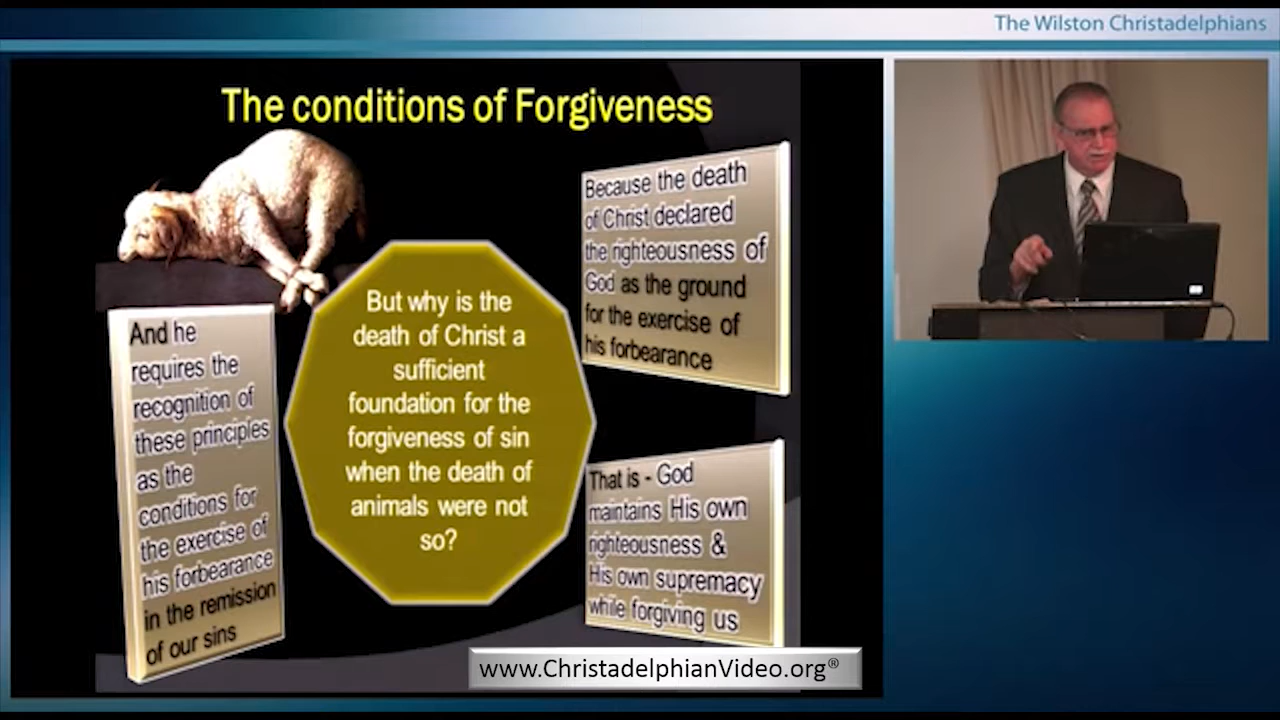 The Wilston Christadelphians
The conditions of Forgiveness
But why is the
death of Christ a
sufficient
foundation for the
forgiveness of sin
when the death of
animals were not
so?
Because the death
of Christ declared
the righteousness of
God as the ground
for the exercise of
his forbearance
That is - God
maintains His own
righteousness &
His own supremacy
while forgiving us
And he
requires the
recognition of
these principles
as the
conditions for
the exercise of
his forbearance
in the remission
of our sins
www.ChristadelphianVideo.org®